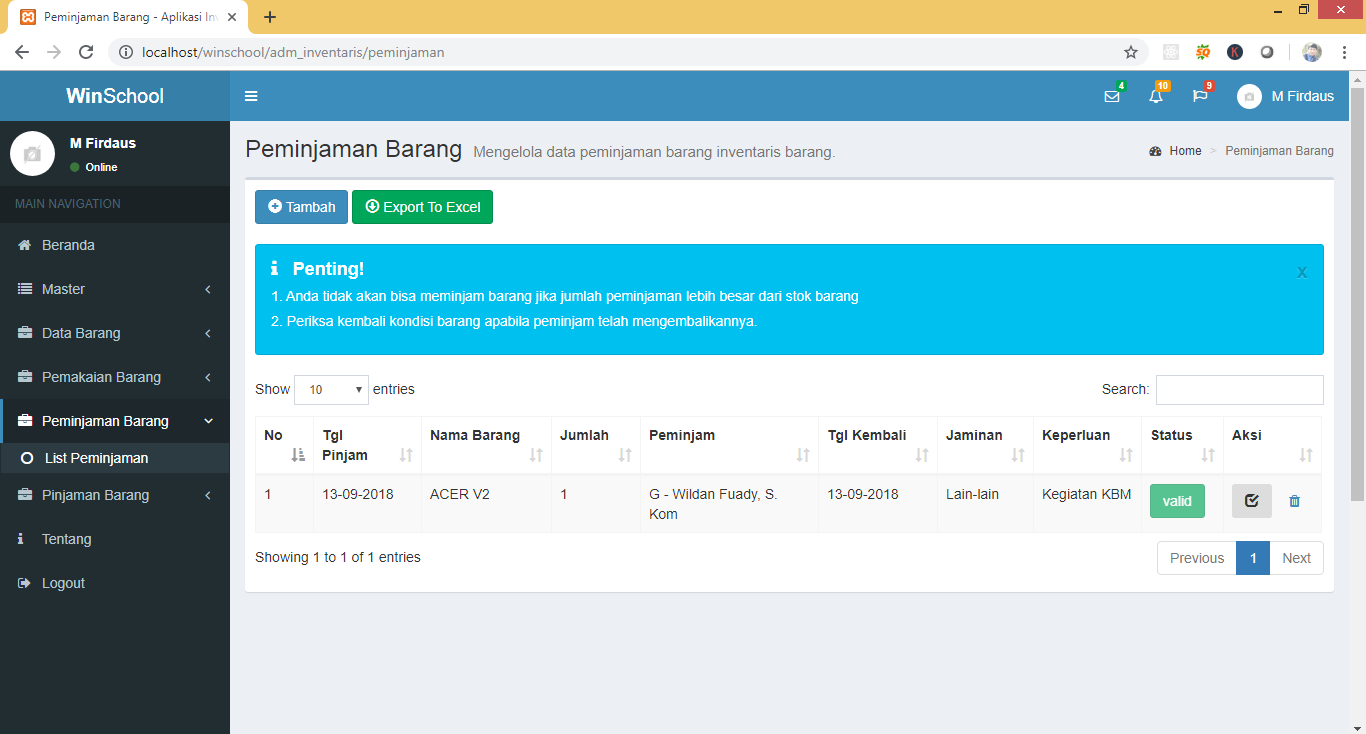 Peminjaman Barang - Aplikasi Inv
localhost/winschool/adm_inventaris/peminjaman
WinSchool
4
10
9
M Firdaus
M Firdaus
Online
MAIN NAVIGATION
Beranda
Master
Data Barang
Pemakaian Barang
Peminjaman Barang
List Peminjaman
Pinjaman Barang
Tentang
Logout
Peminjaman Barang Mengelola data peminjaman barang inventaris barang.
Home > Peminjaman Barang
Tambah
Export To Excel
Penting!
x
1. Anda tidak akan bisa meminjam barang jika jumlah peminjaman lebih besar dari stok barang
2. Periksa kembali kondisi barang apabila peminjam telah mengembalikannya.
Show 10 entries
Search:
No Tgl Pinjam Nama Barang Jumlah Peminjam Tgl Kembali Jaminan Keperluan Status Aksi
1 13-09-2018 ACER V2 1 G - Wildan Fuady, S. Kom 13-09-2018 Lain-lain Kegiatan KBM valid
Showing 1 to 1 of 1 entries
Previous 1 Next